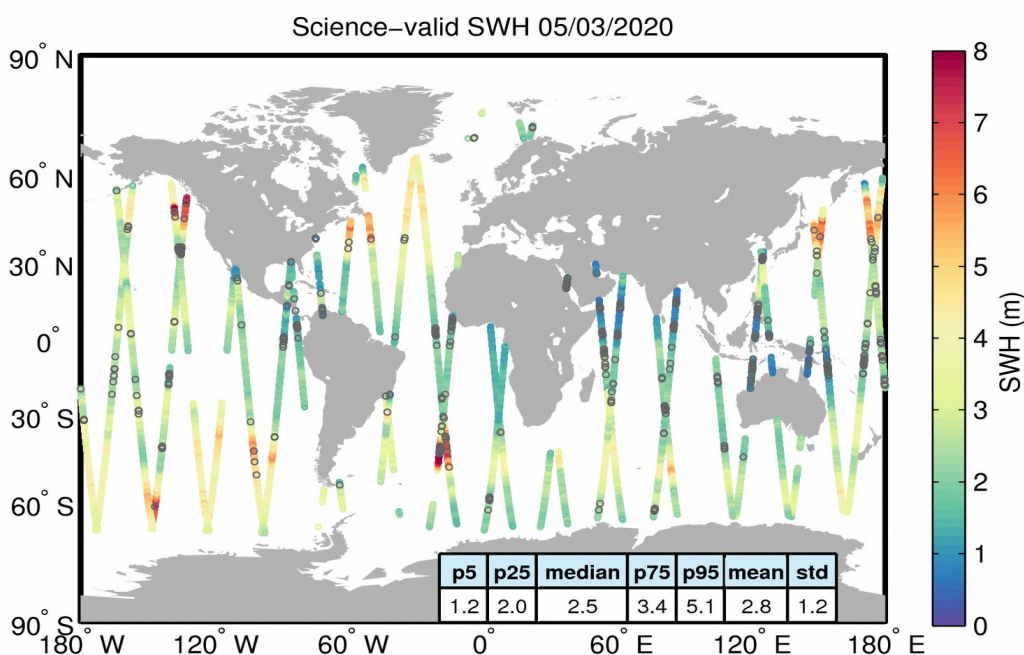 Science−valid SWH 05/03/2020
90° N
60° N
30° N
0°
30° S
60° S
90° S
180° W
120° W
60° W
0°
60° E
120° E
180° E
p5 p25 median p75 p95 mean std
1.2 2.0 2.5 3.4 5.1 2.8 1.2
8
7
6
5
4
3
2
1
0
SWH (m)